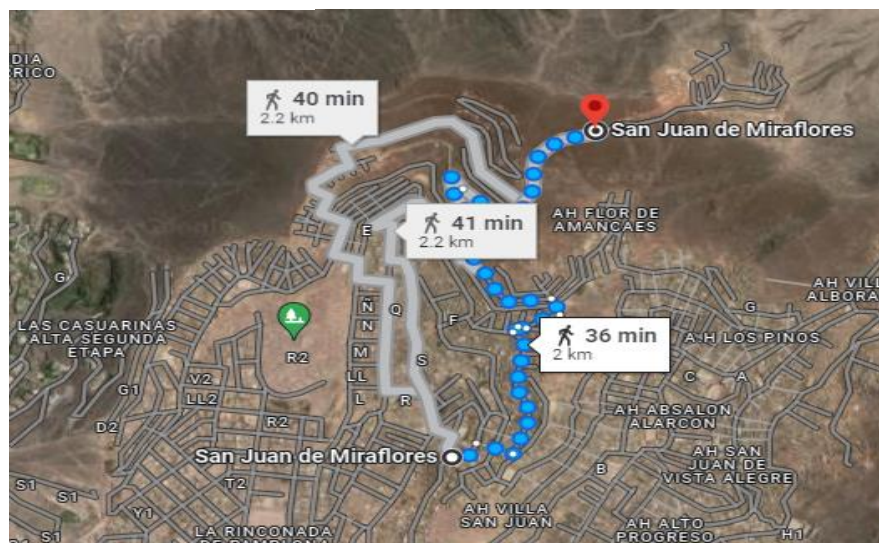 DIA
RICO
40 min
2.2 km
San Juan de Miraflores
E
41 min
2.2 km
AH FLOR DE
AMANCAES
G
AH VILL
ALBORA
LAS CASUARINAS
ALTA SEGUNDA
ETAPA
R2
Ñ
N
Q
F
36 min
2 km
G
A.H LOS PINOS
M
S
LL
L
R
C
A
G1
V2
LL2
D2
R2
AH ABSALON
ALARCON
San Juan de Miraflores
T2
B
AH SAN
JUAN DE
VISTA ALEGRE
S1
S1
Y1
S1
AH VILLA
SAN JUAN
AH ALTO
PROGRESO
H1
LA RINCONADA